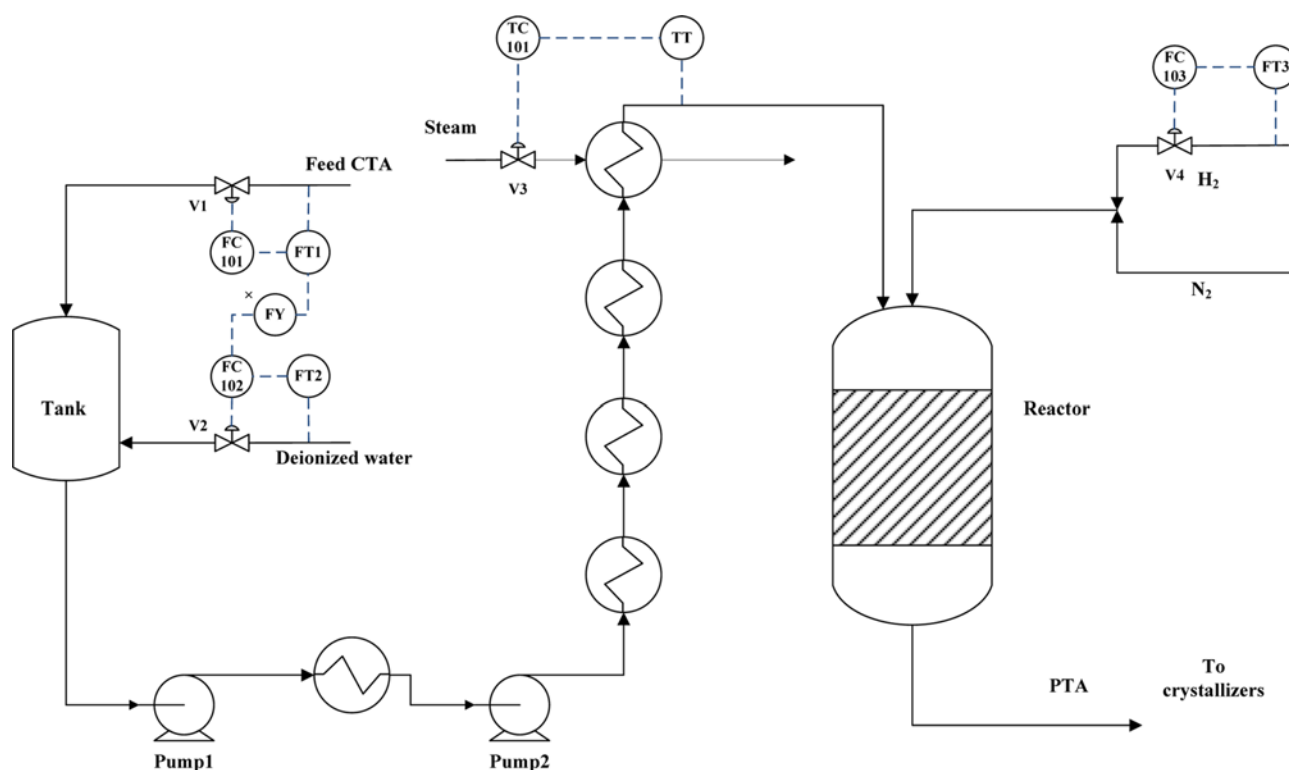 TC
101
TT
FC
103
FT3
Steam
V3
V4
H2
Feed CTA
V1
FC
101
FT1
×
FY
N2
FC
102
FT2
Tank
V2
Deionized water
Reactor
PTA
To
crystallizers
Pump1
Pump2